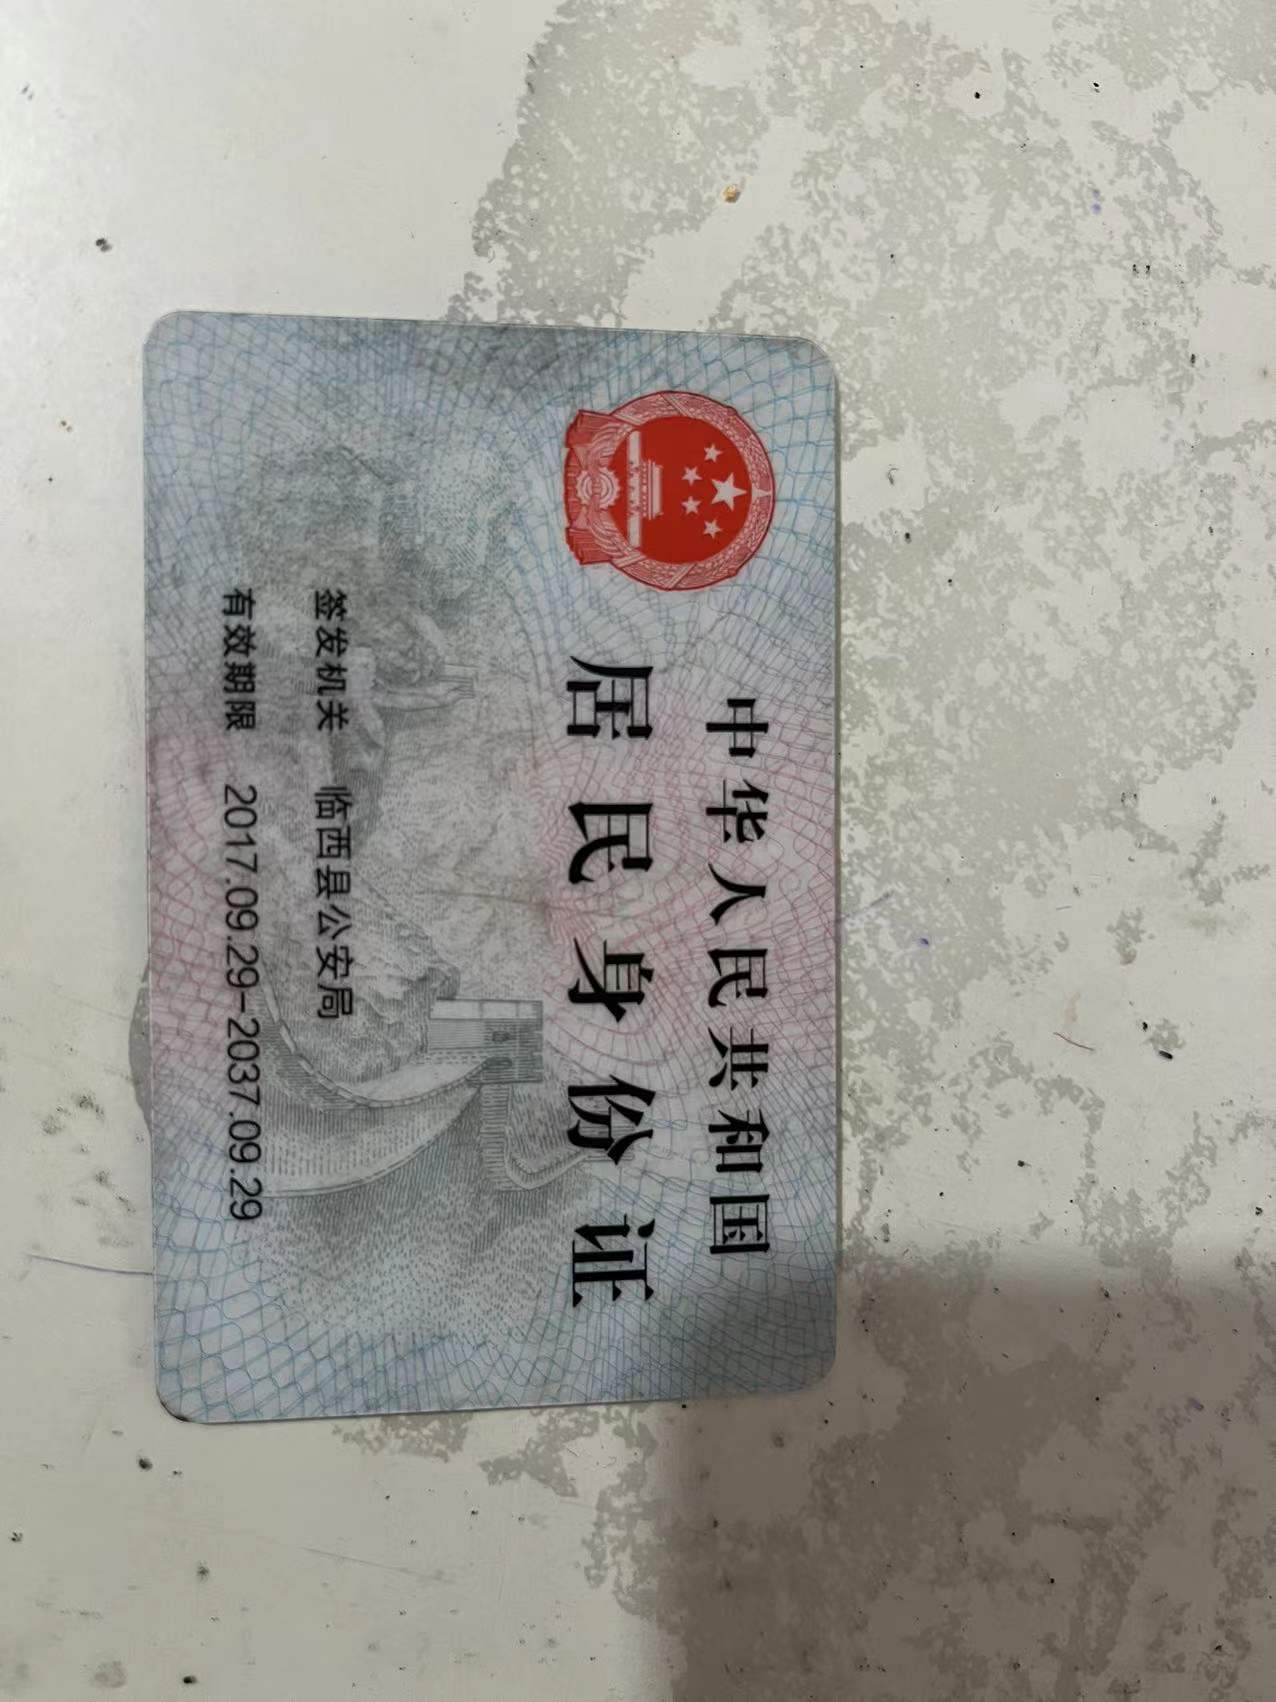 中华人民共和国
居民身份证
签发机关 临西县公安局
有效期限 2017.09.29-2037.09.29